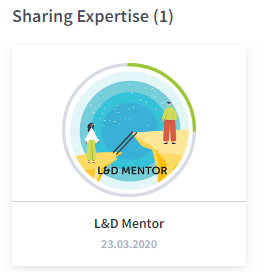 Sharing Expertise (1)
L&D MENTOR
L&D Mentor
23.03.2020